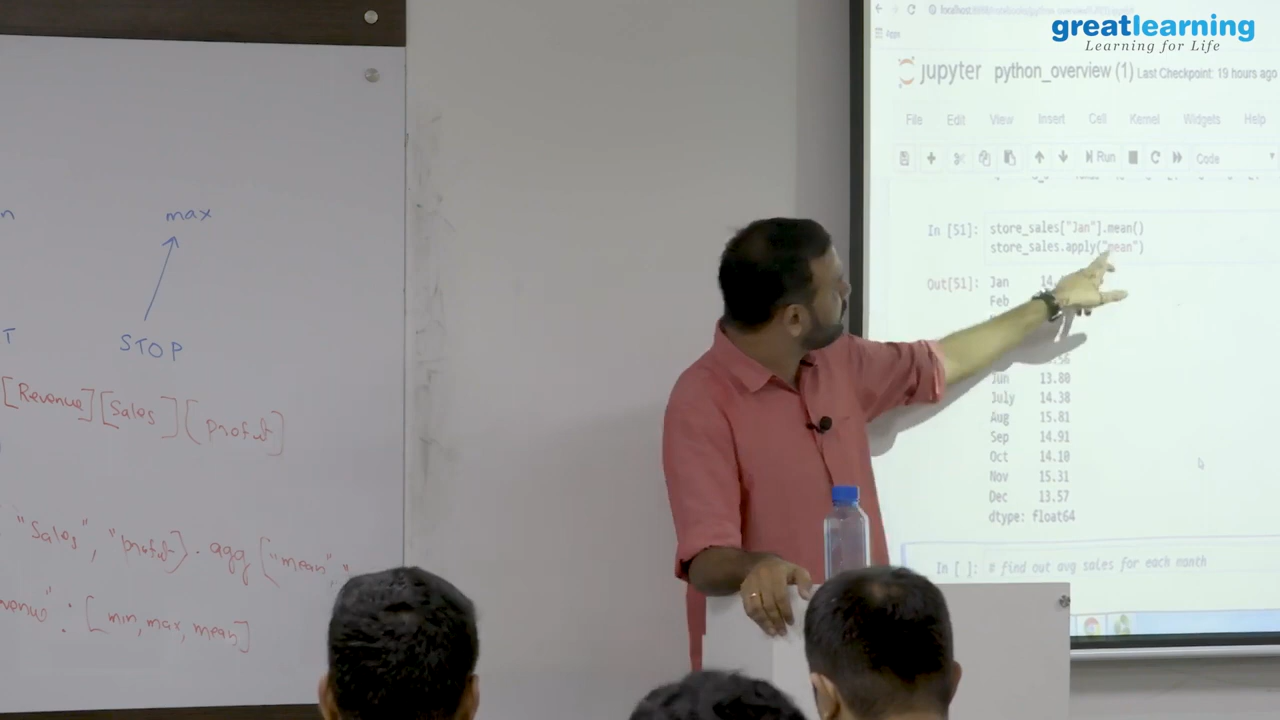 max
STOP
[Revenue][Sales][profit]
"Sales", "profit"}.agg ["mean",
: [min, max, mean]
greatlearning
Learning for Life
Apps
jupyter python_overview (1) Last Checkpoint: 19 hours ago
File Edit View Insert Cell Kernel Widgets Help
Run Code
In [51]: store_sales["Jan"].mean()
store_sales.apply("mean")
Out[51]: Jan
Feb
Jun 13.80
July 14.38
Aug 15.81
Sep 14.91
Oct 14.10
Nov 15.31
Dec 13.57
dtype: float64
In [ ]: # find out avg sales for each month